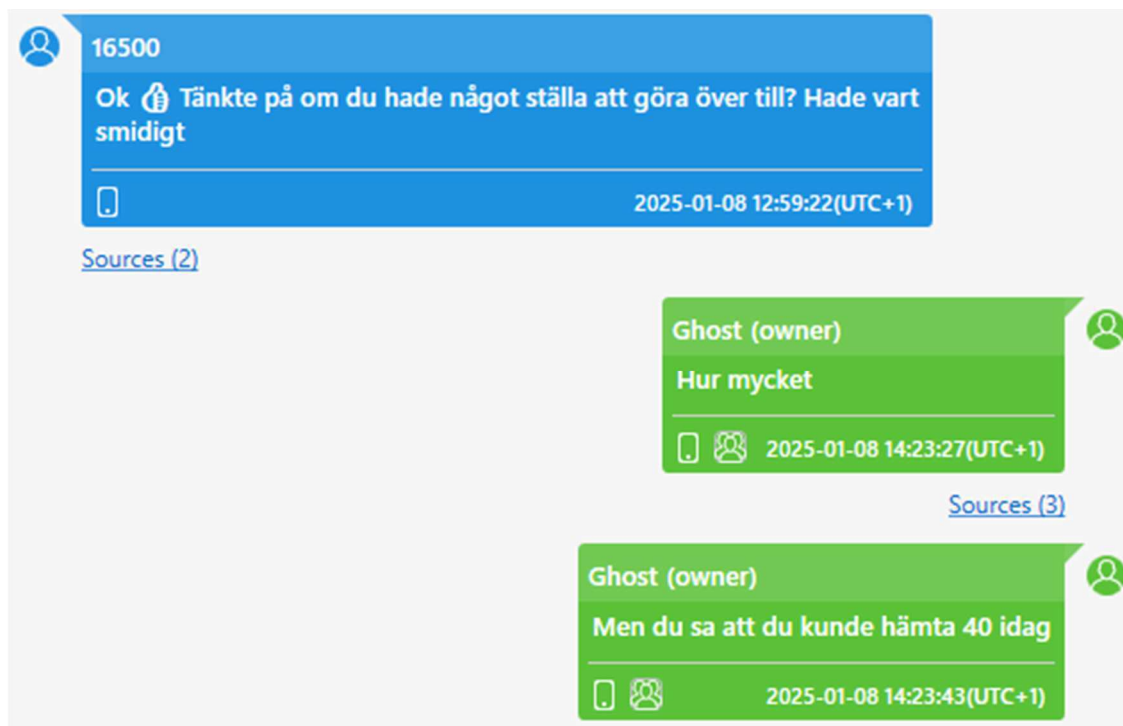 16500
Ok 👍 Tänkte på om du hade något ställa att göra över till? Hade vart
smidigt
2025-01-08 12:59:22(UTC+1)
Sources (2)
Ghost (owner)
Hur mycket
2025-01-08 14:23:27(UTC+1)
Sources (3)
Ghost (owner)
Men du sa att du kunde hämta 40 idag
2025-01-08 14:23:43(UTC+1)